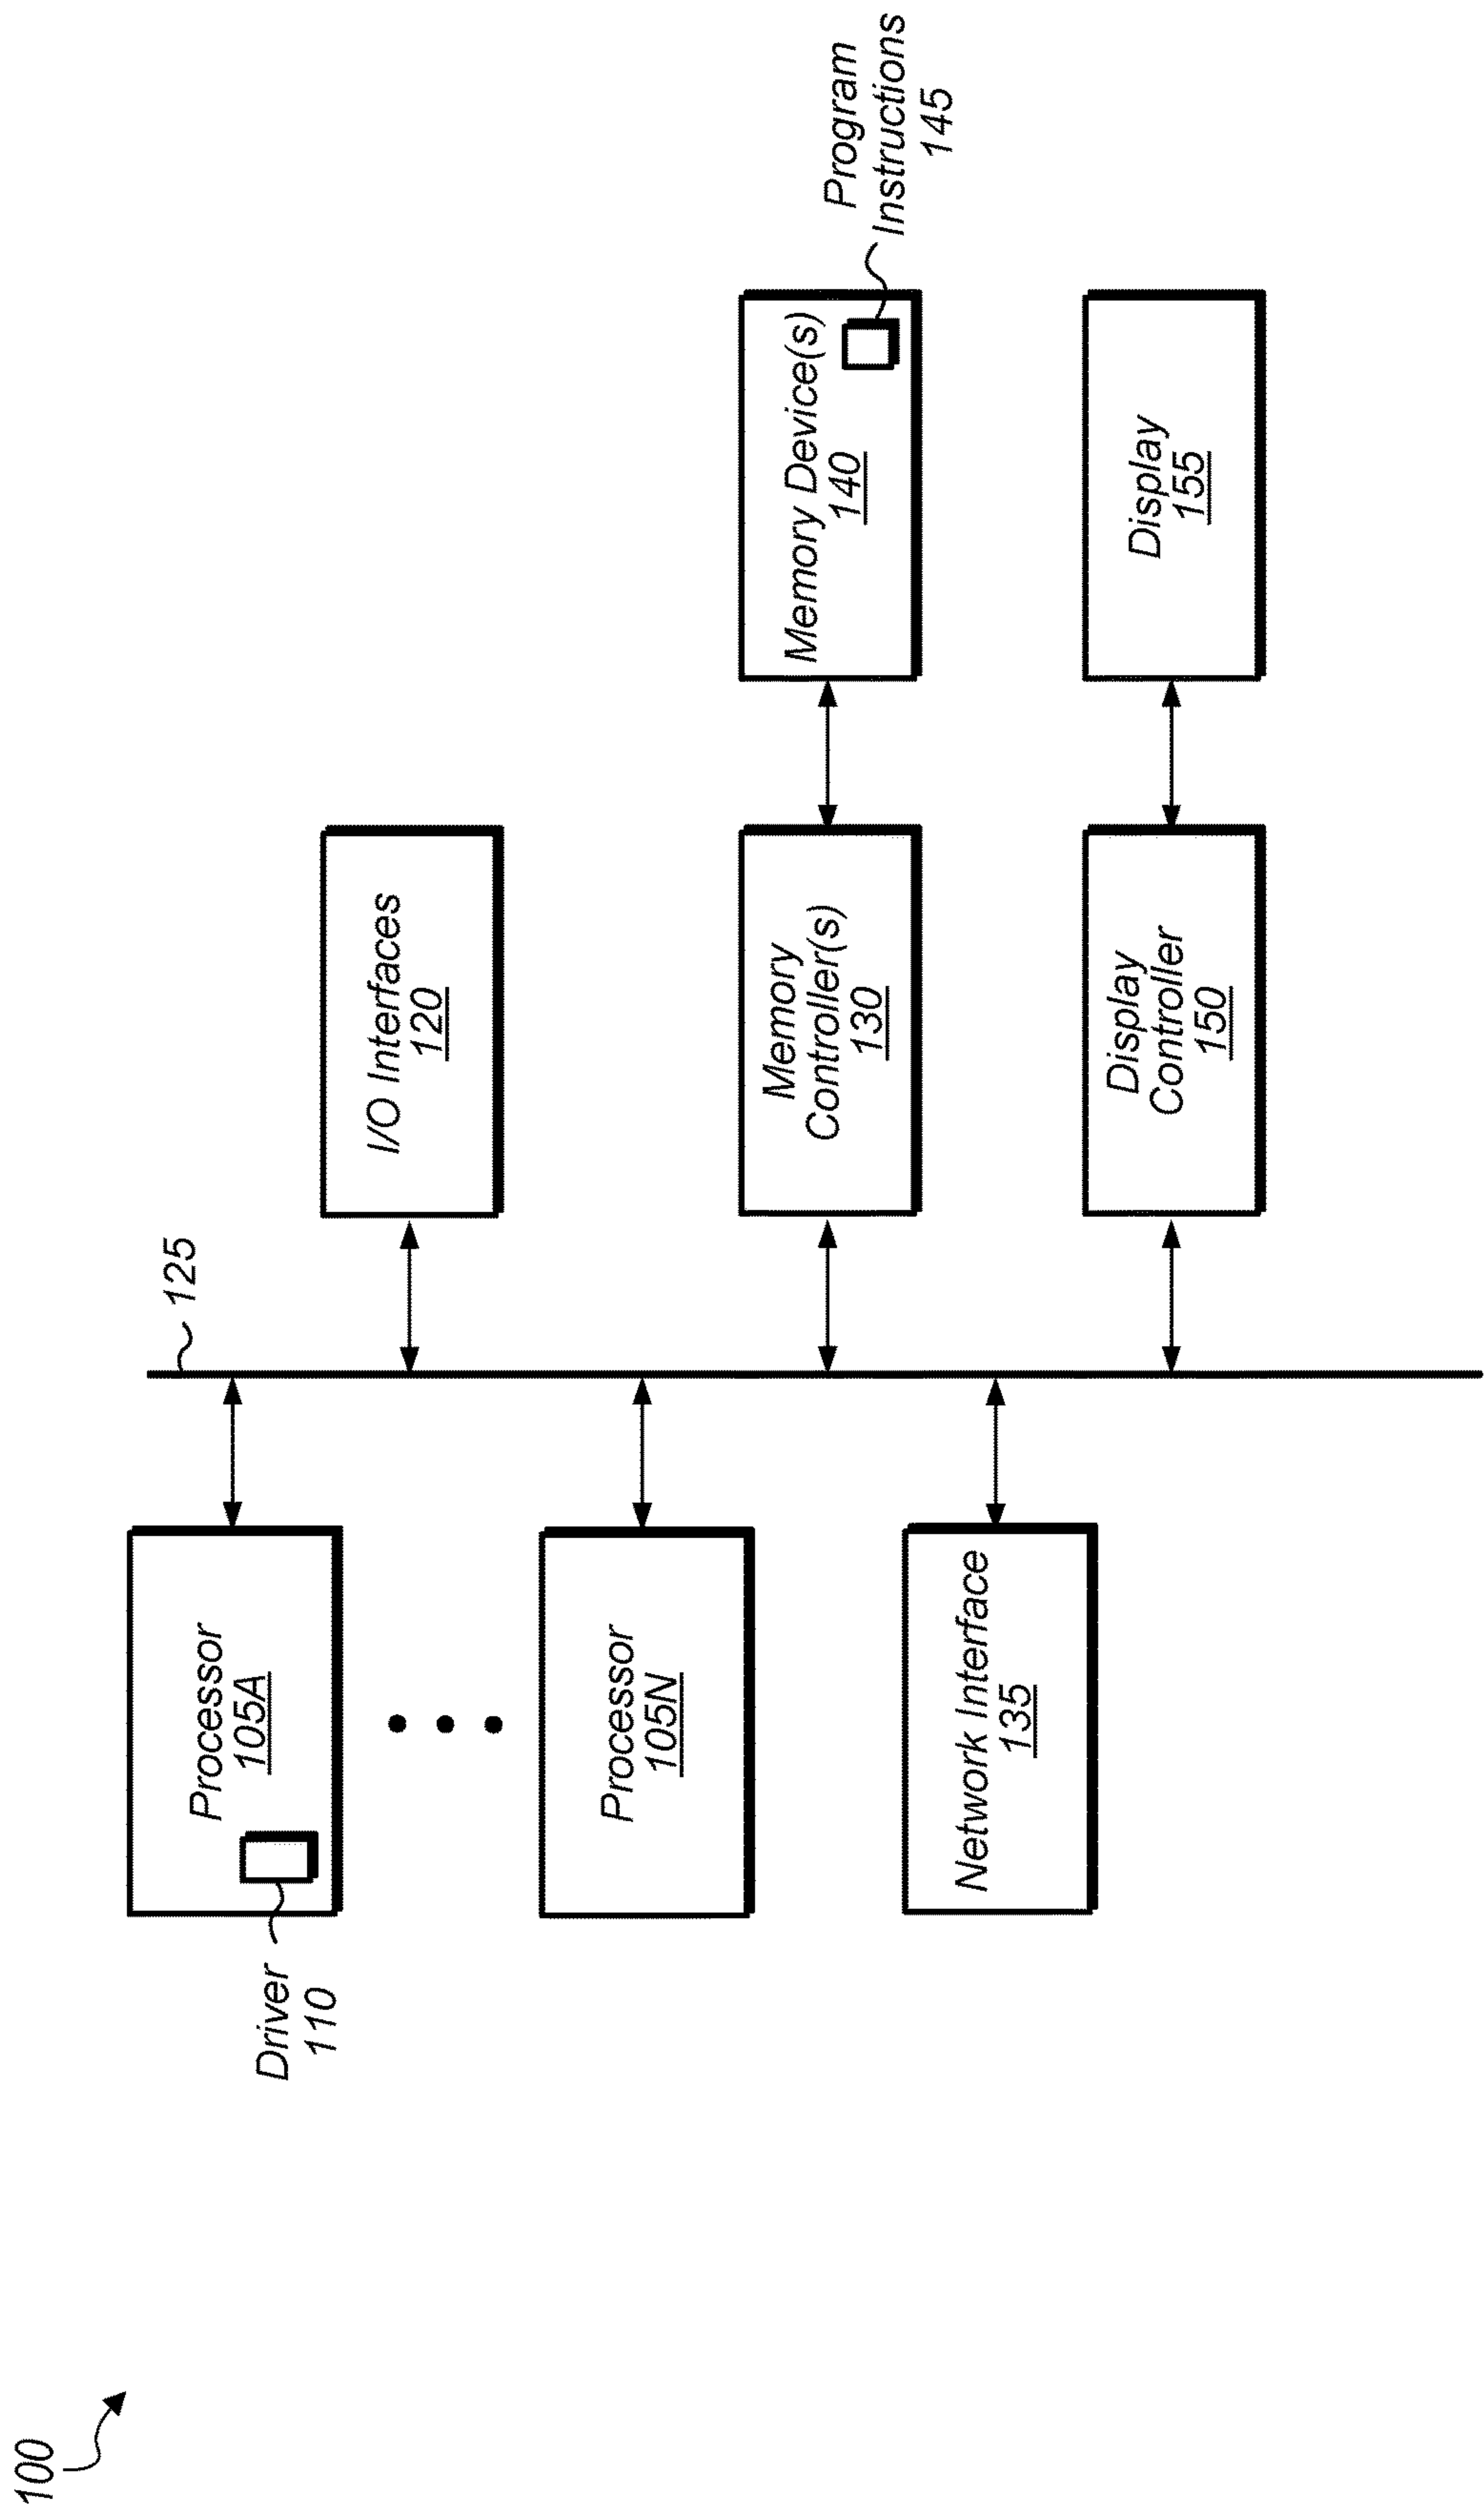 100
Driver
110
Processor
105A
Processor
105N
Network Interface
135
125
I/O Interfaces
120
Memory
Controller(s)
130
Display
Controller
150
Memory Device(s)
140
Display
155
Program
Instructions
145